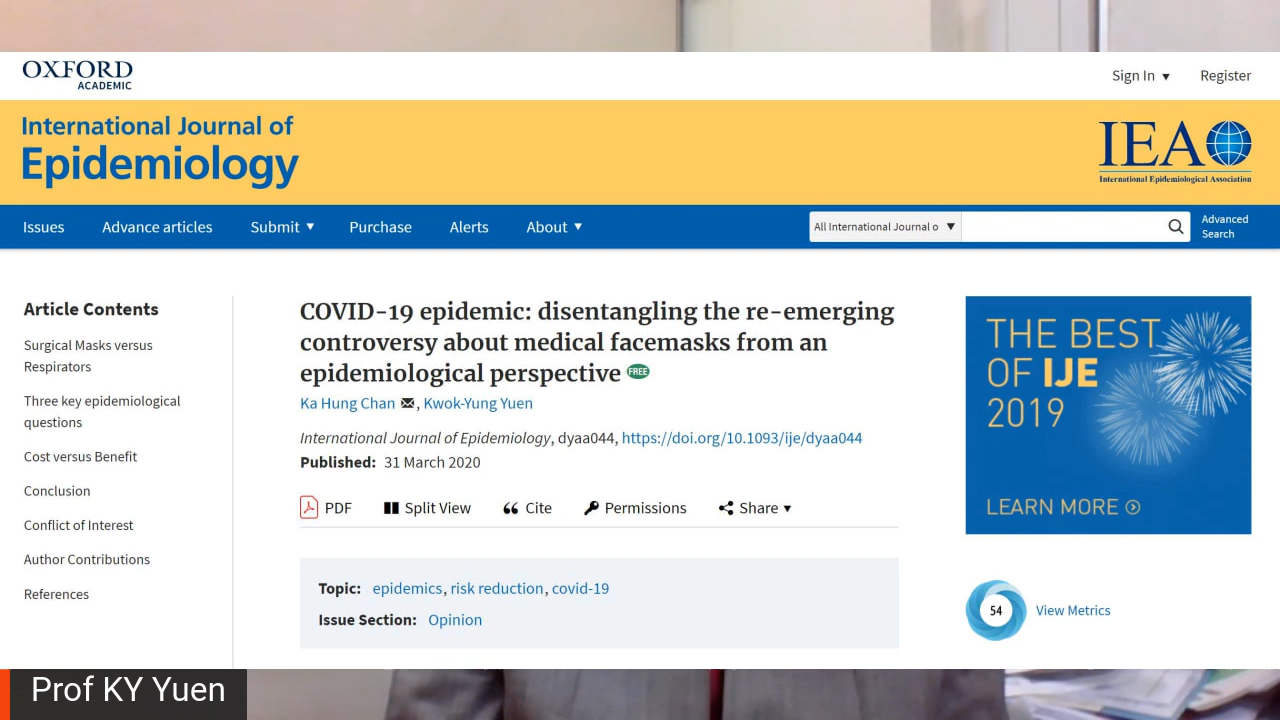 OXFORD
ACADEMIC
Sign In ▼ Register
International Journal of
Epidemiology
IEA
International Epidemiological Association
Issues Advance articles Submit ▼ Purchase Alerts About ▼
All International Journal o ▼
Advanced
Search
Article Contents
Surgical Masks versus
Respirators
Three key epidemiological
questions
Cost versus Benefit
Conclusion
Conflict of Interest
Author Contributions
References
COVID-19 epidemic: disentangling the re-emerging
controversy about medical facemasks from an
epidemiological perspective FREE
Ka Hung Chan, Kwok-Yung Yuen
International Journal of Epidemiology, dyaa044, https://doi.org/10.1093/ije/dyaa044
Published: 31 March 2020
PDF Split View Cite Permissions Share ▼
Topic: epidemics, risk reduction, covid-19
Issue Section: Opinion
THE BEST
OF IJE
2019
LEARN MORE
54 View Metrics
Prof KY Yuen